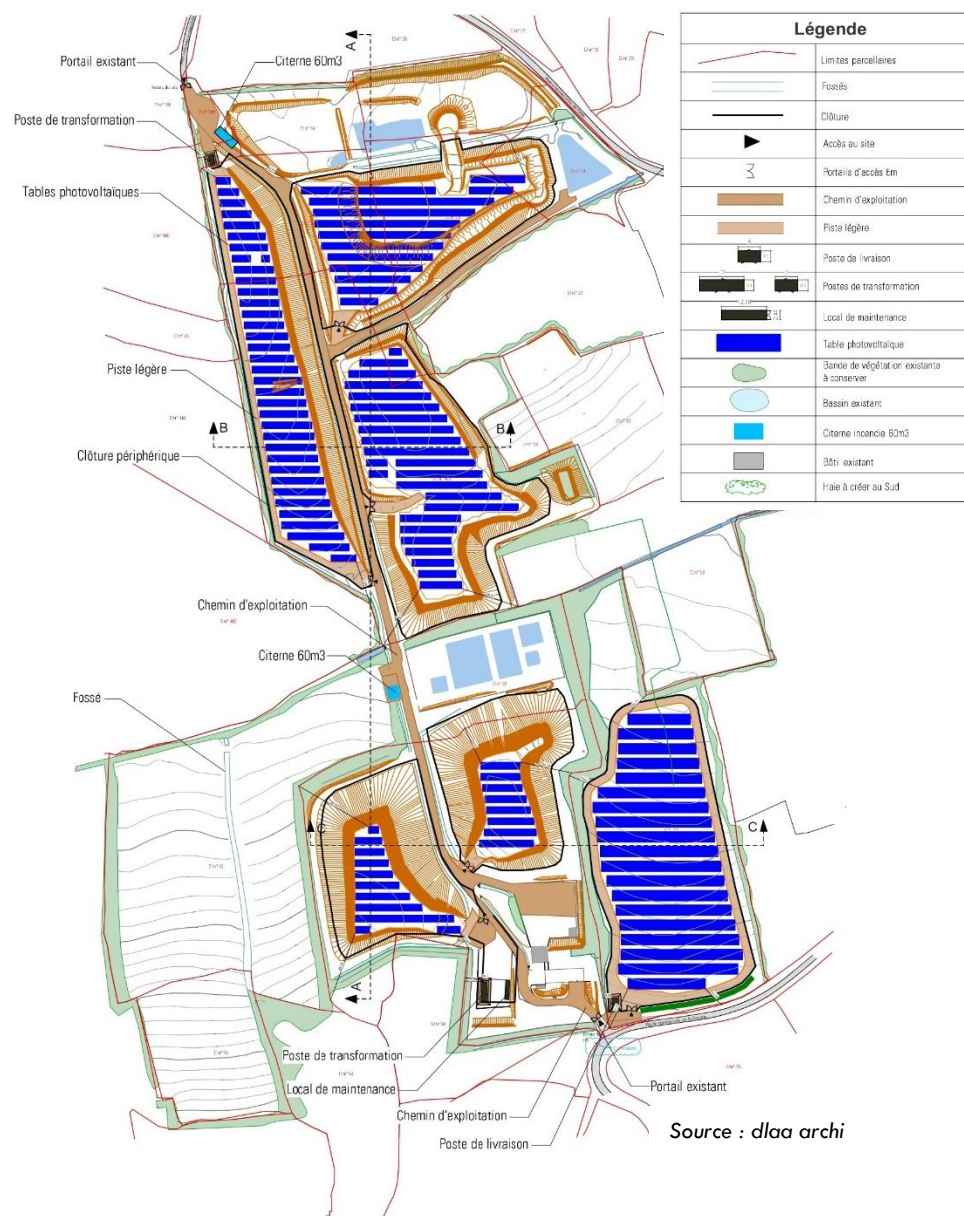 Légende
Limites parcellaires
Fossés
Clôture
Accès au site
Portails d'accès 6m
Chemin d'exploitation
Piste légère
Poste de livraison
Postes de transformation
Local de maintenance
Table photovoltaïque
Bande de végétation existante
à conserver
Bassin existant
Citerne incencie 60m3
Bâti existant
Haie à créer au Sud
A
Portail existant
Citerne 60m3
Poste de transformation
Tables photovoltaïques
Piste légère
B
B
Clôture périphérique
Chemin d'exploitation
Citerne 60m3
Fossé
C
C
A
Poste de transformation
Local de maintenance
Chemin d'exploitation
Poste de livraison
Portail existant
Source : dlaa archi